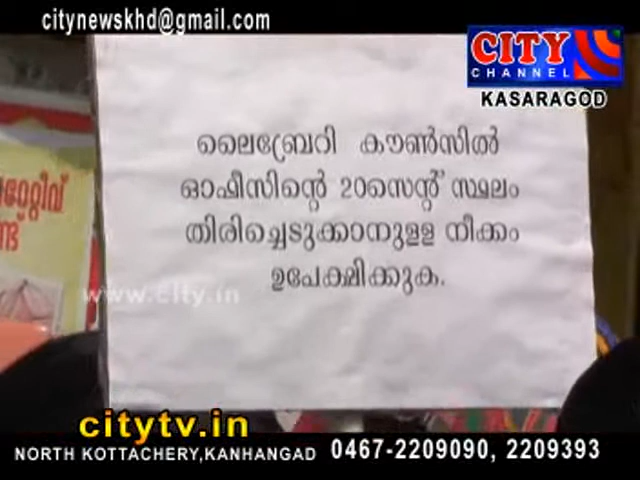 citynewskhd@gmail.com
CITY
CHANNEL
KASARAGOD
ലൈബ്രേറി കൗൺസിൽ
ഓഫീസിന്റെ 20സെന്റ് സ്ഥലം
തിരിച്ചെടുക്കാനുളള നീക്കം
ഉപേക്ഷിക്കുക.
www.city.in
citytv.in
NORTH KOTTACHERY,KANHANGAD 0467-2209090, 2209393